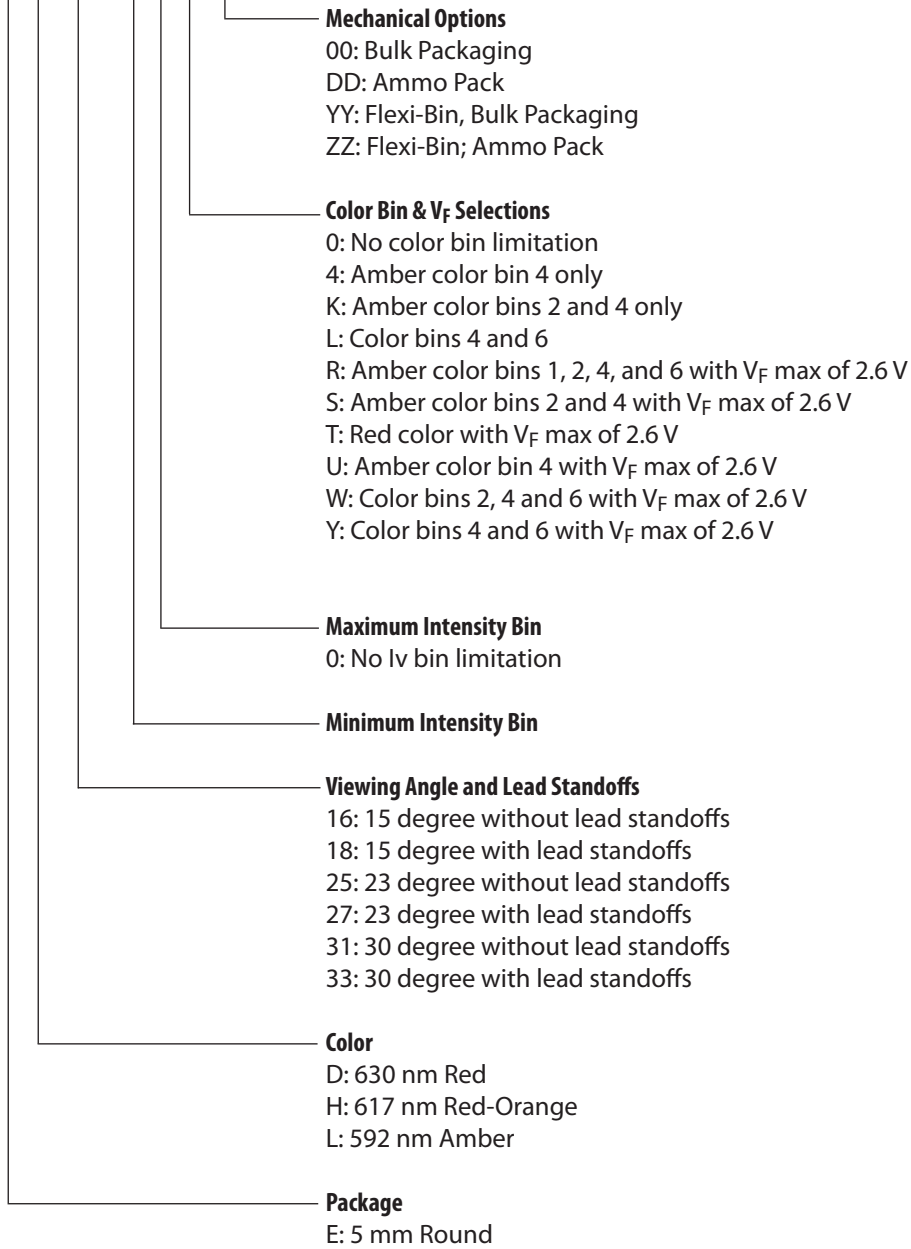 Mechanical Options
00: Bulk Packaging
DD: Ammo Pack
YY: Flexi-Bin, Bulk Packaging
ZZ: Flexi-Bin; Ammo Pack
Color Bin & VF Selections
0: No color bin limitation
4: Amber color bin 4 only
K: Amber color bins 2 and 4 only
L: Color bins 4 and 6
R: Amber color bins 1, 2, 4, and 6 with VF max of 2.6 V
S: Amber color bins 2 and 4 with VF max of 2.6 V
T: Red color with VF max of 2.6 V
U: Amber color bin 4 with VF max of 2.6 V
W: Color bins 2, 4 and 6 with VF max of 2.6 V
Y: Color bins 4 and 6 with VF max of 2.6 V
Maximum Intensity Bin
0: No Iv bin limitation
Minimum Intensity Bin
Viewing Angle and Lead Standoffs
16: 15 degree without lead standoffs
18: 15 degree with lead standoffs
25: 23 degree without lead standoffs
27: 23 degree with lead standoffs
31: 30 degree without lead standoffs
33: 30 degree with lead standoffs
Color
D: 630 nm Red
H: 617 nm Red-Orange
L: 592 nm Amber
Package
E: 5 mm Round